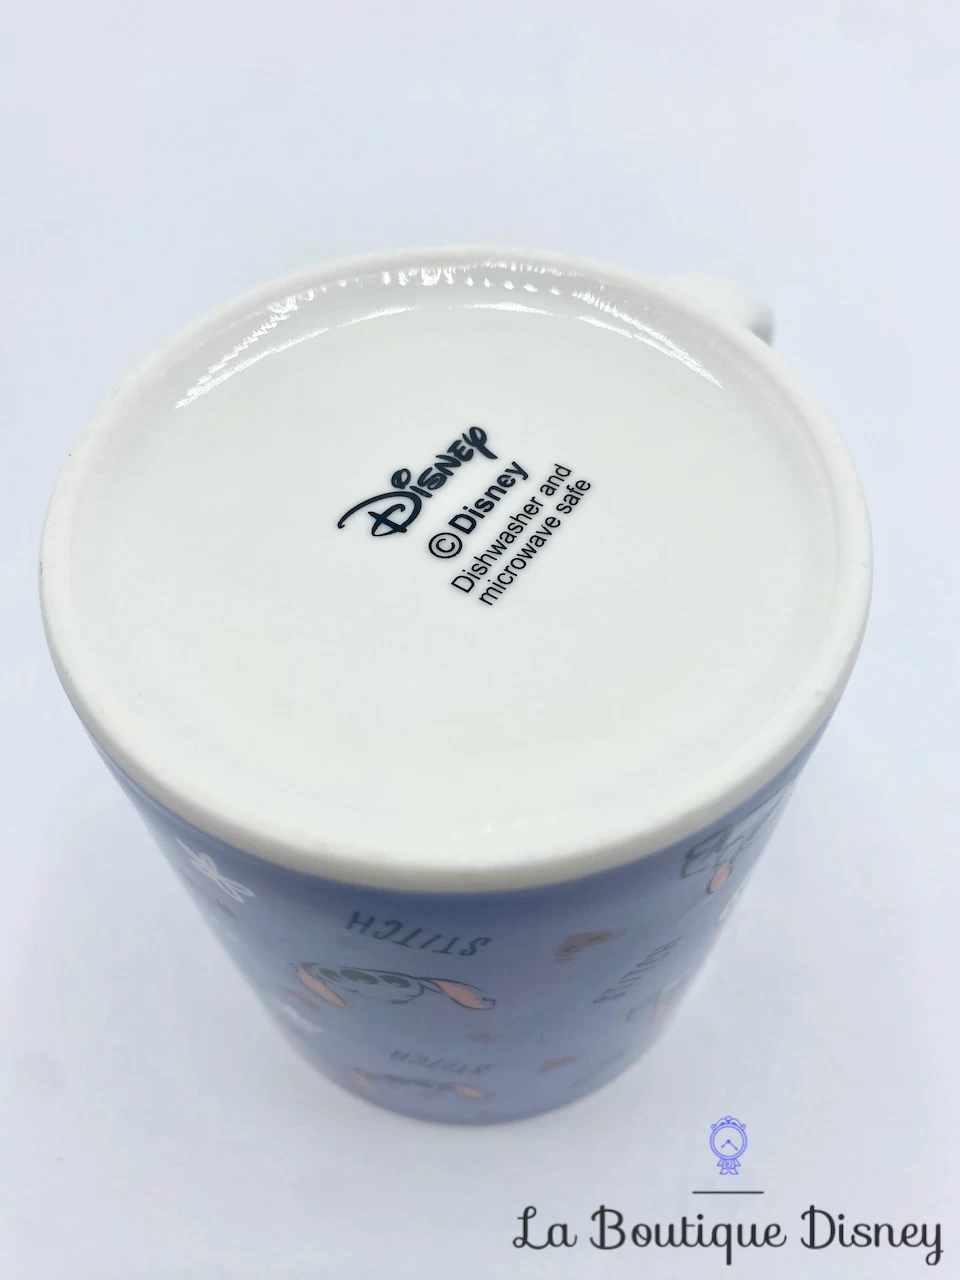 Disney
© Disney
Dishwasher and
microwave safe
STITCH
STITCH
STITCH
La Boutique Disney